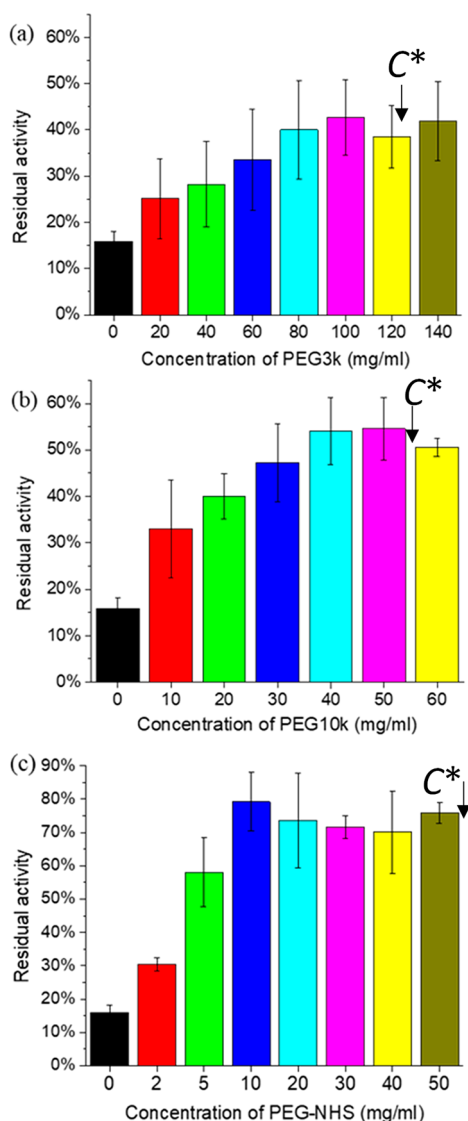 (a)
60%
50%
40%
30%
20%
10%
0%
Residual activity
C*
0 20 40 60 80 100 120 140
Concentration of PEG3k (mg/ml)
(b)
60%
50%
40%
30%
20%
10%
0%
Residual activity
C*
0 10 20 30 40 50 60
Concentration of PEG10k (mg/ml)
(c)
90%
80%
70%
60%
50%
40%
30%
20%
10%
0%
Residual activity
C*
0 2 5 10 20 30 40 50
Concentration of PEG-NHS (mg/ml)